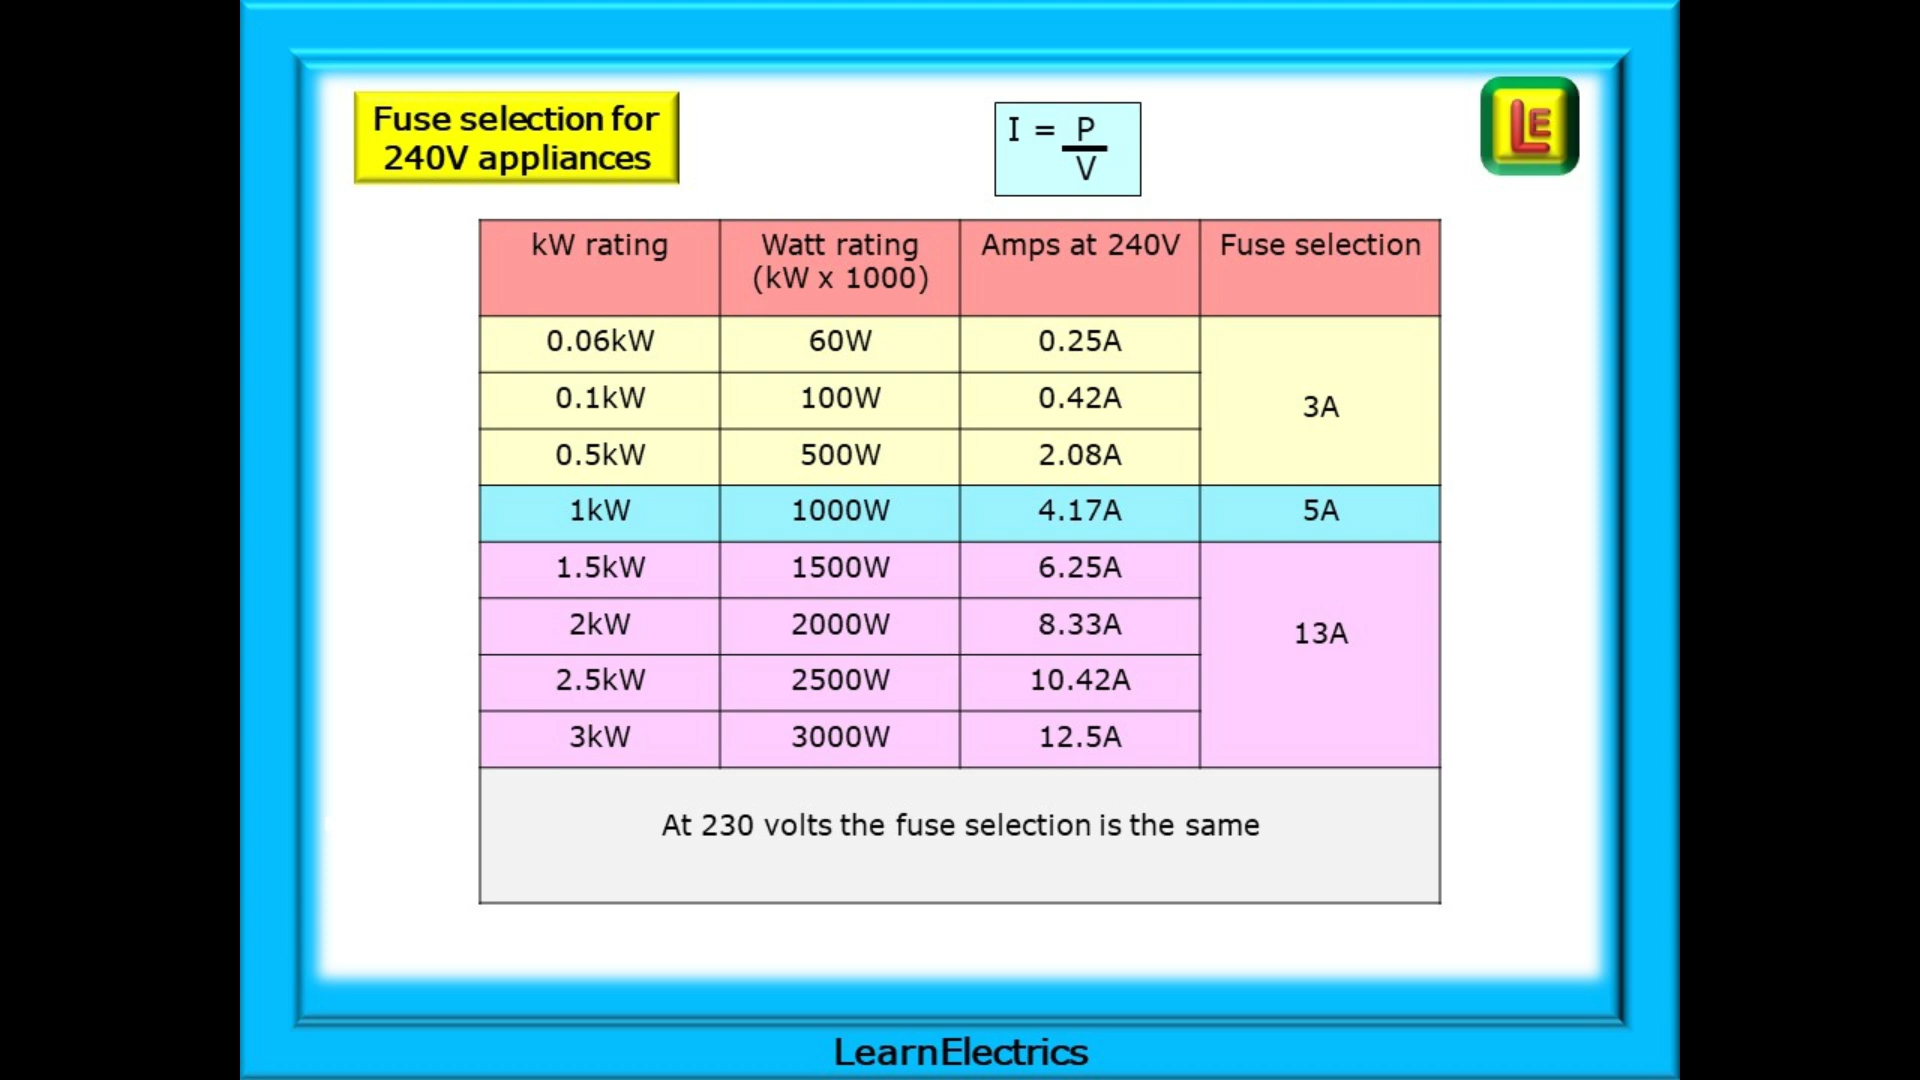 Fuse selection for
240V appliances
I = P
V
LE
kW rating
Watt rating
(kW x 1000)
Amps at 240V
Fuse selection
0.06kW 60W 0.25A
0.1kW 100W 0.42A
3A
0.5kW 500W 2.08A
1kW 1000W 4.17A 5A
1.5kW 1500W 6.25A
2kW 2000W 8.33A
13A
2.5kW 2500W 10.42A
3kW 3000W 12.5A
At 230 volts the fuse selection is the same
LearnElectrics